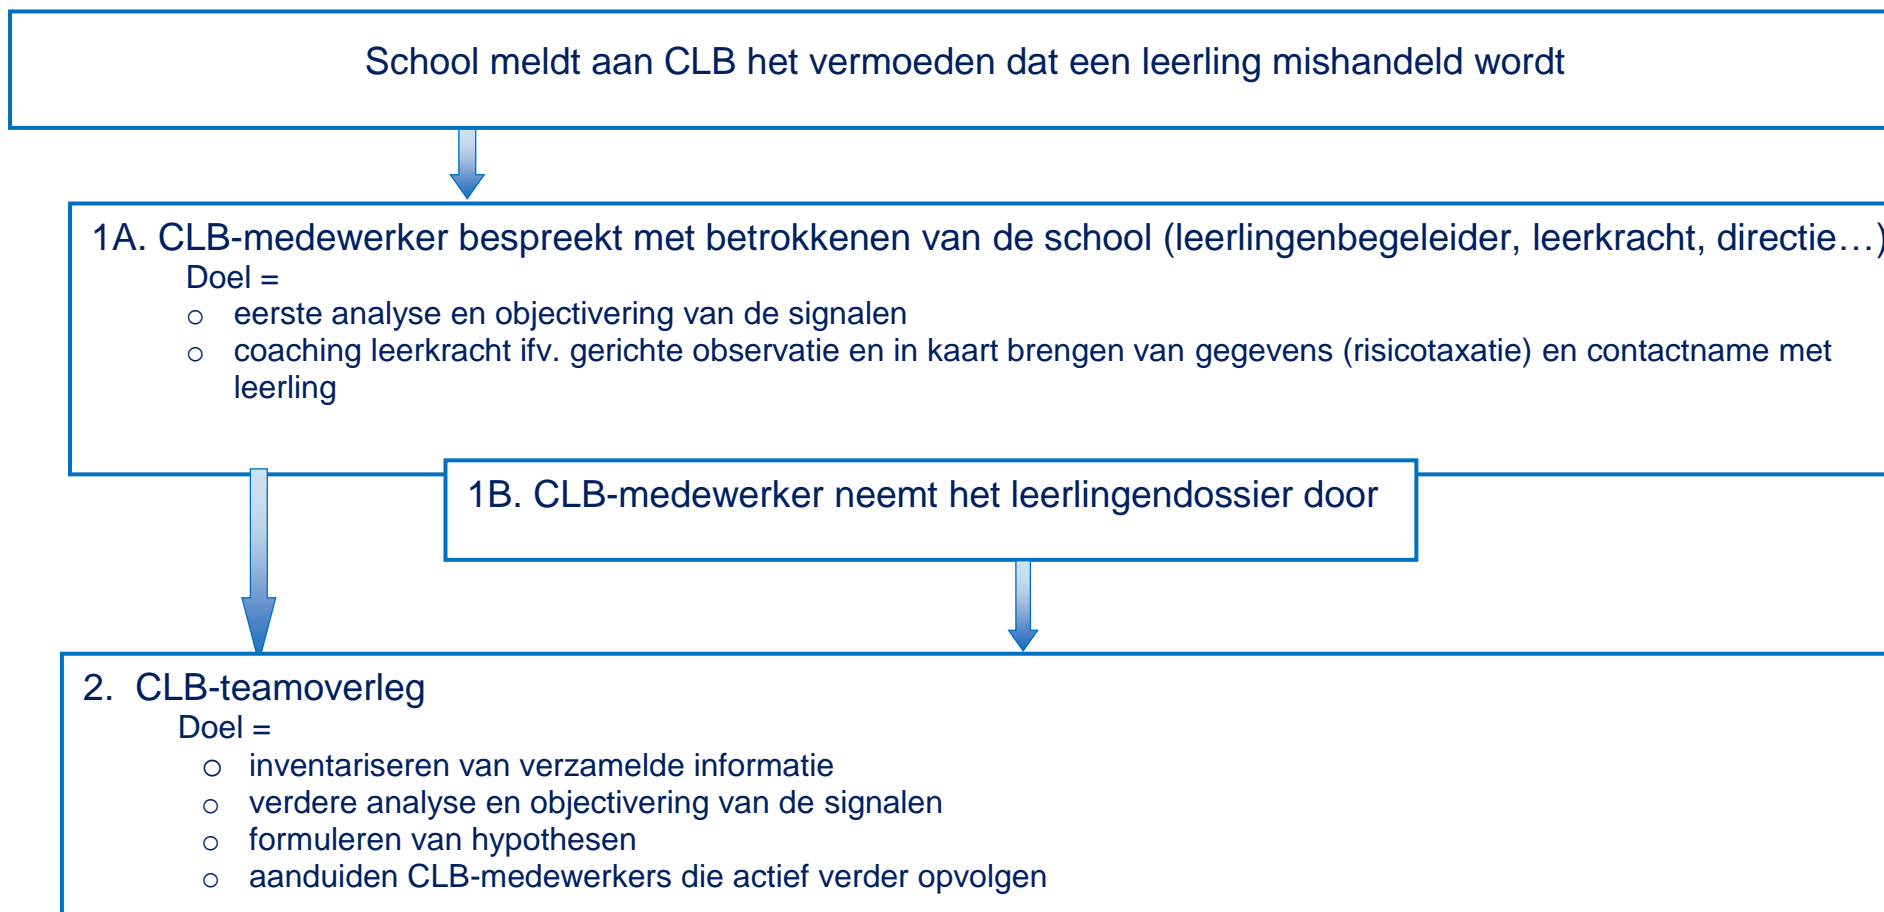 School meldt aan CLB het vermoeden dat een leerling mishandeld wordt
1A. CLB-medewerker bespreekt met betrokkenen van de school (leerlingenbegeleider, leerkracht, directie…)
Doel =
o eerste analyse en objectivering van de signalen
o coaching leerkracht ifv. gerichte observatie en in kaart brengen van gegevens (risicotaxatie) en contactname met
leerling
1B. CLB-medewerker neemt het leerlingendossier door
2. CLB-teamoverleg
Doel =
o inventariseren van verzamelde informatie
o verdere analyse en objectivering van de signalen
o formuleren van hypothesen
o aanduiden CLB-medewerkers die actief verder opvolgen